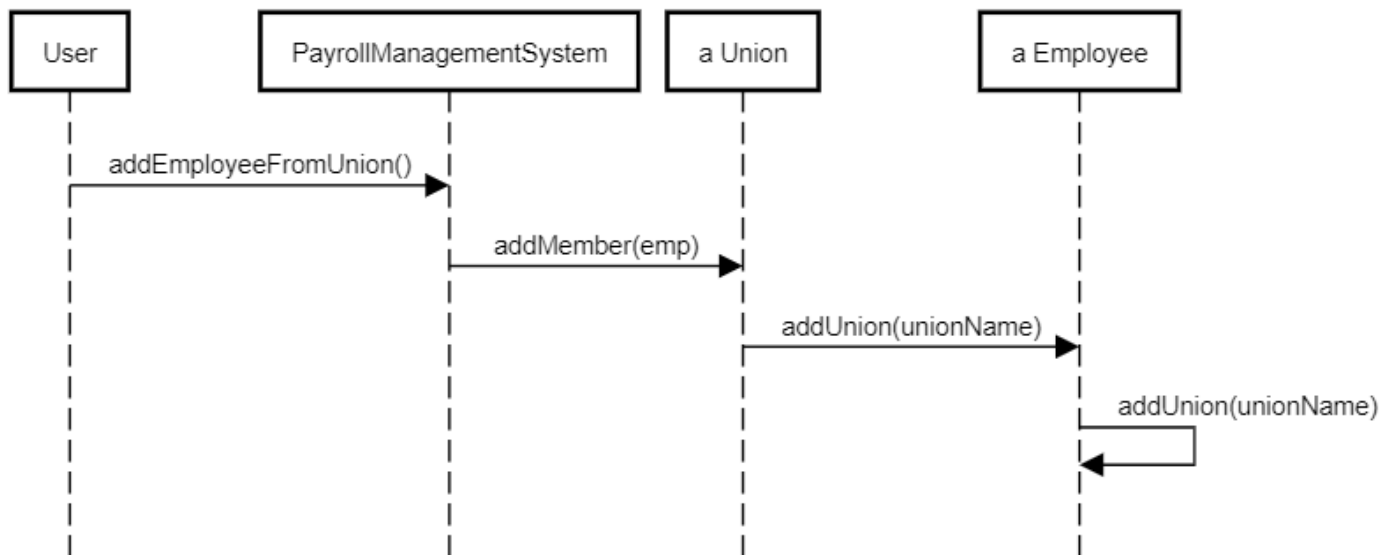 User
PayrollManagementSystem
a Union
a Employee
addEmployeeFromUnion()
addMember(emp)
addUnion(unionName)
addUnion(unionName)